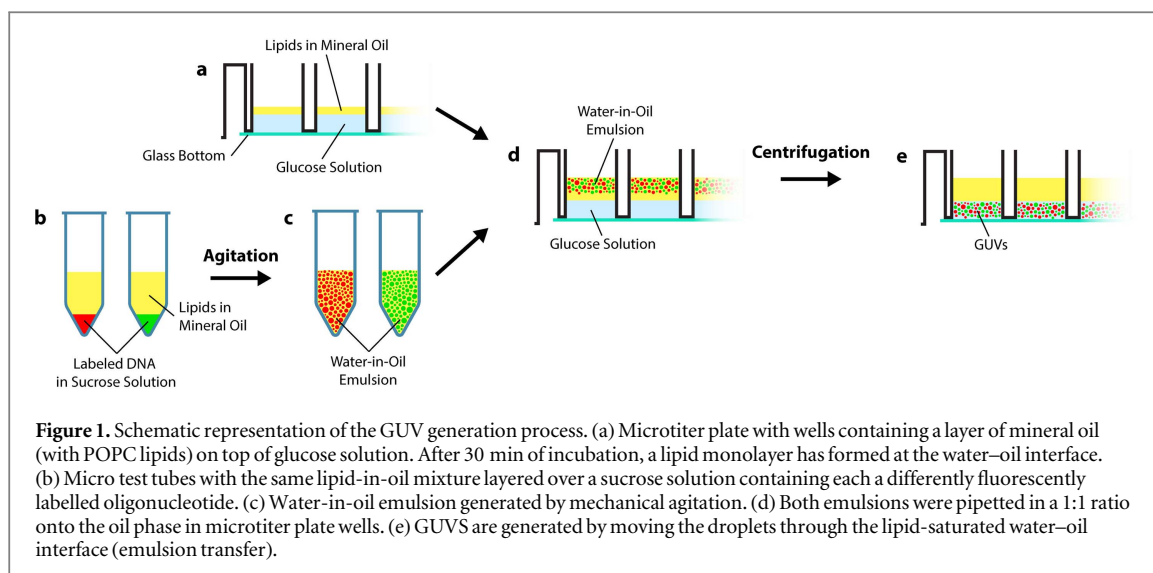 Lipids in Mineral Oil
a
Glass Bottom
Glucose Solution
b
Agitation
Lipids in
Mineral Oil
Labeled DNA
in Sucrose Solution
c
Water-in-Oil
Emulsion
d
Water-in-Oil
Emulsion
Glucose Solution
Centrifugation
e
GUVs
Figure 1. Schematic representation of the GUV generation process. (a) Microtiter plate with wells containing a layer of mineral oil
(with POPC lipids) on top of glucose solution. After 30 min of incubation, a lipid monolayer has formed at the water–oil interface.
(b) Micro test tubes with the same lipid-in-oil mixture layered over a sucrose solution containing each a differently fluorescently
labelled oligonucleotide. (c) Water-in-oil emulsion generated by mechanical agitation. (d) Both emulsions were pipetted in a 1:1 ratio
onto the oil phase in microtiter plate wells. (e) GUVS are generated by moving the droplets through the lipid-saturated water–oil
interface (emulsion transfer).